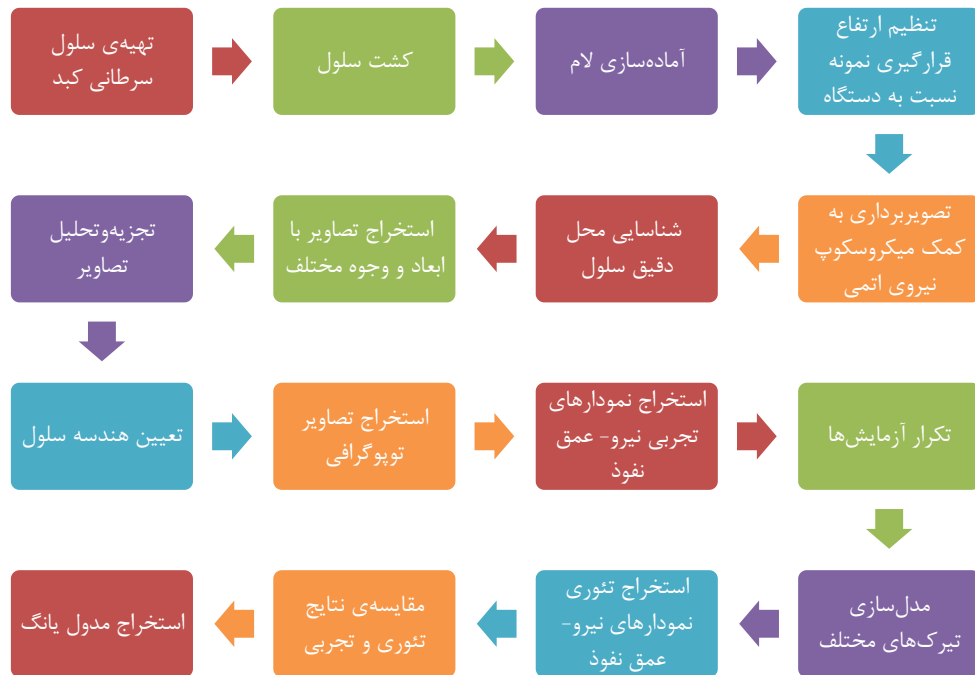 تهیه‌ی سلول
سرطانی کبد
کشت سلول
آماده‌سازی لام
تنظیم ارتفاع
قرارگیری نمونه
نسبت به دستگاه
تصویربرداری به
کمک میکروسکوپ
نیروی اتمی
شناسایی محل
دقیق سلول
استخراج تصاویر با
ابعاد و وجوه مختلف
تجزیه‌وتحلیل
تصاویر
تعیین هندسه سلول
استخراج تصاویر
توپوگرافی
استخراج نمودارهای
تجربی نیرو- عمق
نفوذ
تکرار آزمایش‌ها
مدل‌سازی
تیرک‌های مختلف
استخراج تئوری
نمودارهای نیرو-
عمق نفوذ
مقایسه‌ی نتایج
تئوری و تجربی
استخراج مدول یانگ